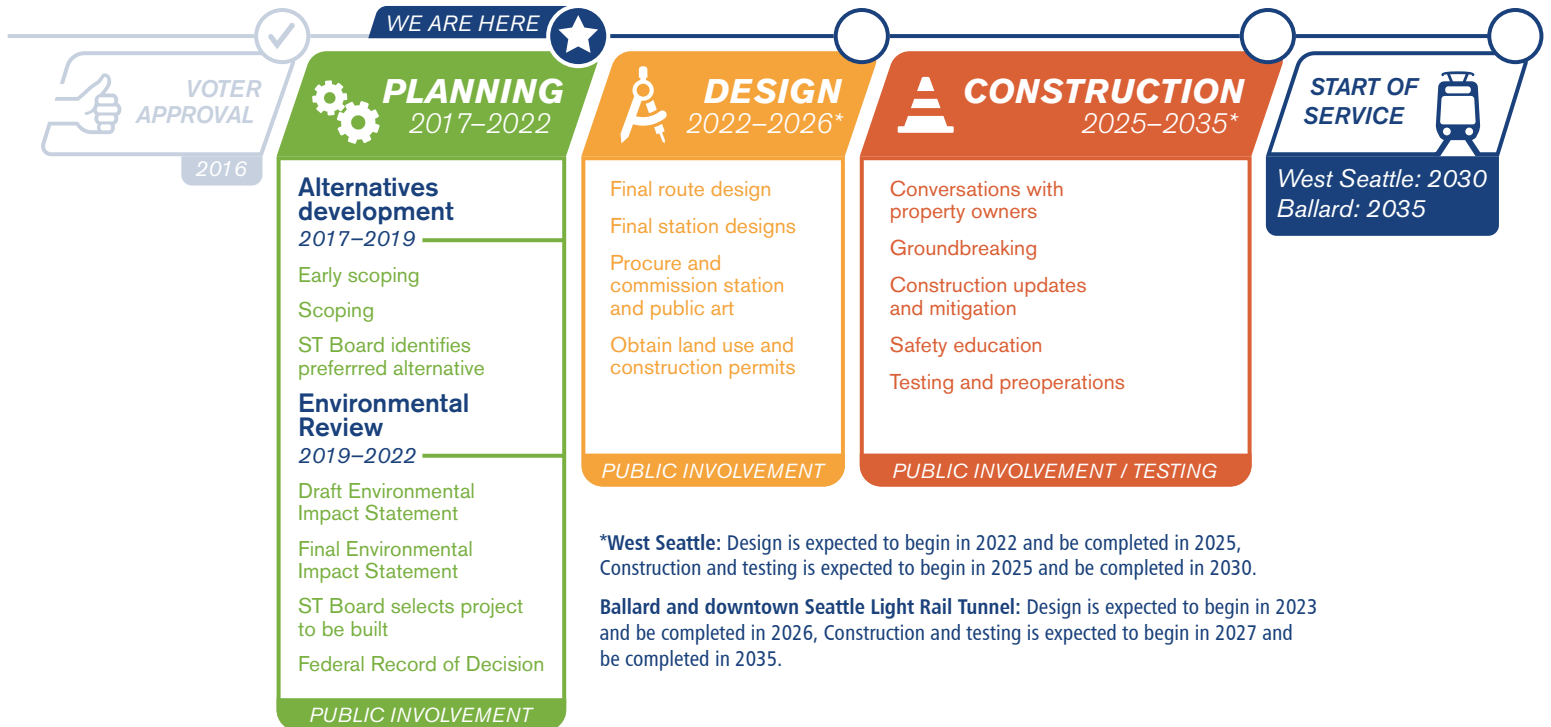 WE ARE HERE
VOTER
APPROVAL
2016
PLANNING
2017–2022
Alternatives
development
2017–2019
Early scoping
Scoping
ST Board identifies
preferrred alternative
Environmental
Review
2019–2022
Draft Environmental
Impact Statement
Final Environmental
Impact Statement
ST Board selects project
to be built
Federal Record of Decision
PUBLIC INVOLVEMENT
DESIGN
2022–2026*
Final route design
Final station designs
Procure and
commission station
and public art
Obtain land use and
construction permits
PUBLIC INVOLVEMENT
CONSTRUCTION
2025–2035*
Conversations with
property owners
Groundbreaking
Construction updates
and mitigation
Safety education
Testing and preoperations
PUBLIC INVOLVEMENT / TESTING
START OF
SERVICE
West Seattle: 2030
Ballard: 2035
*West Seattle: Design is expected to begin in 2022 and be completed in 2025,
Construction and testing is expected to begin in 2025 and be completed in 2030.
Ballard and downtown Seattle Light Rail Tunnel: Design is expected to begin in 2023
and be completed in 2026, Construction and testing is expected to begin in 2027 and
be completed in 2035.